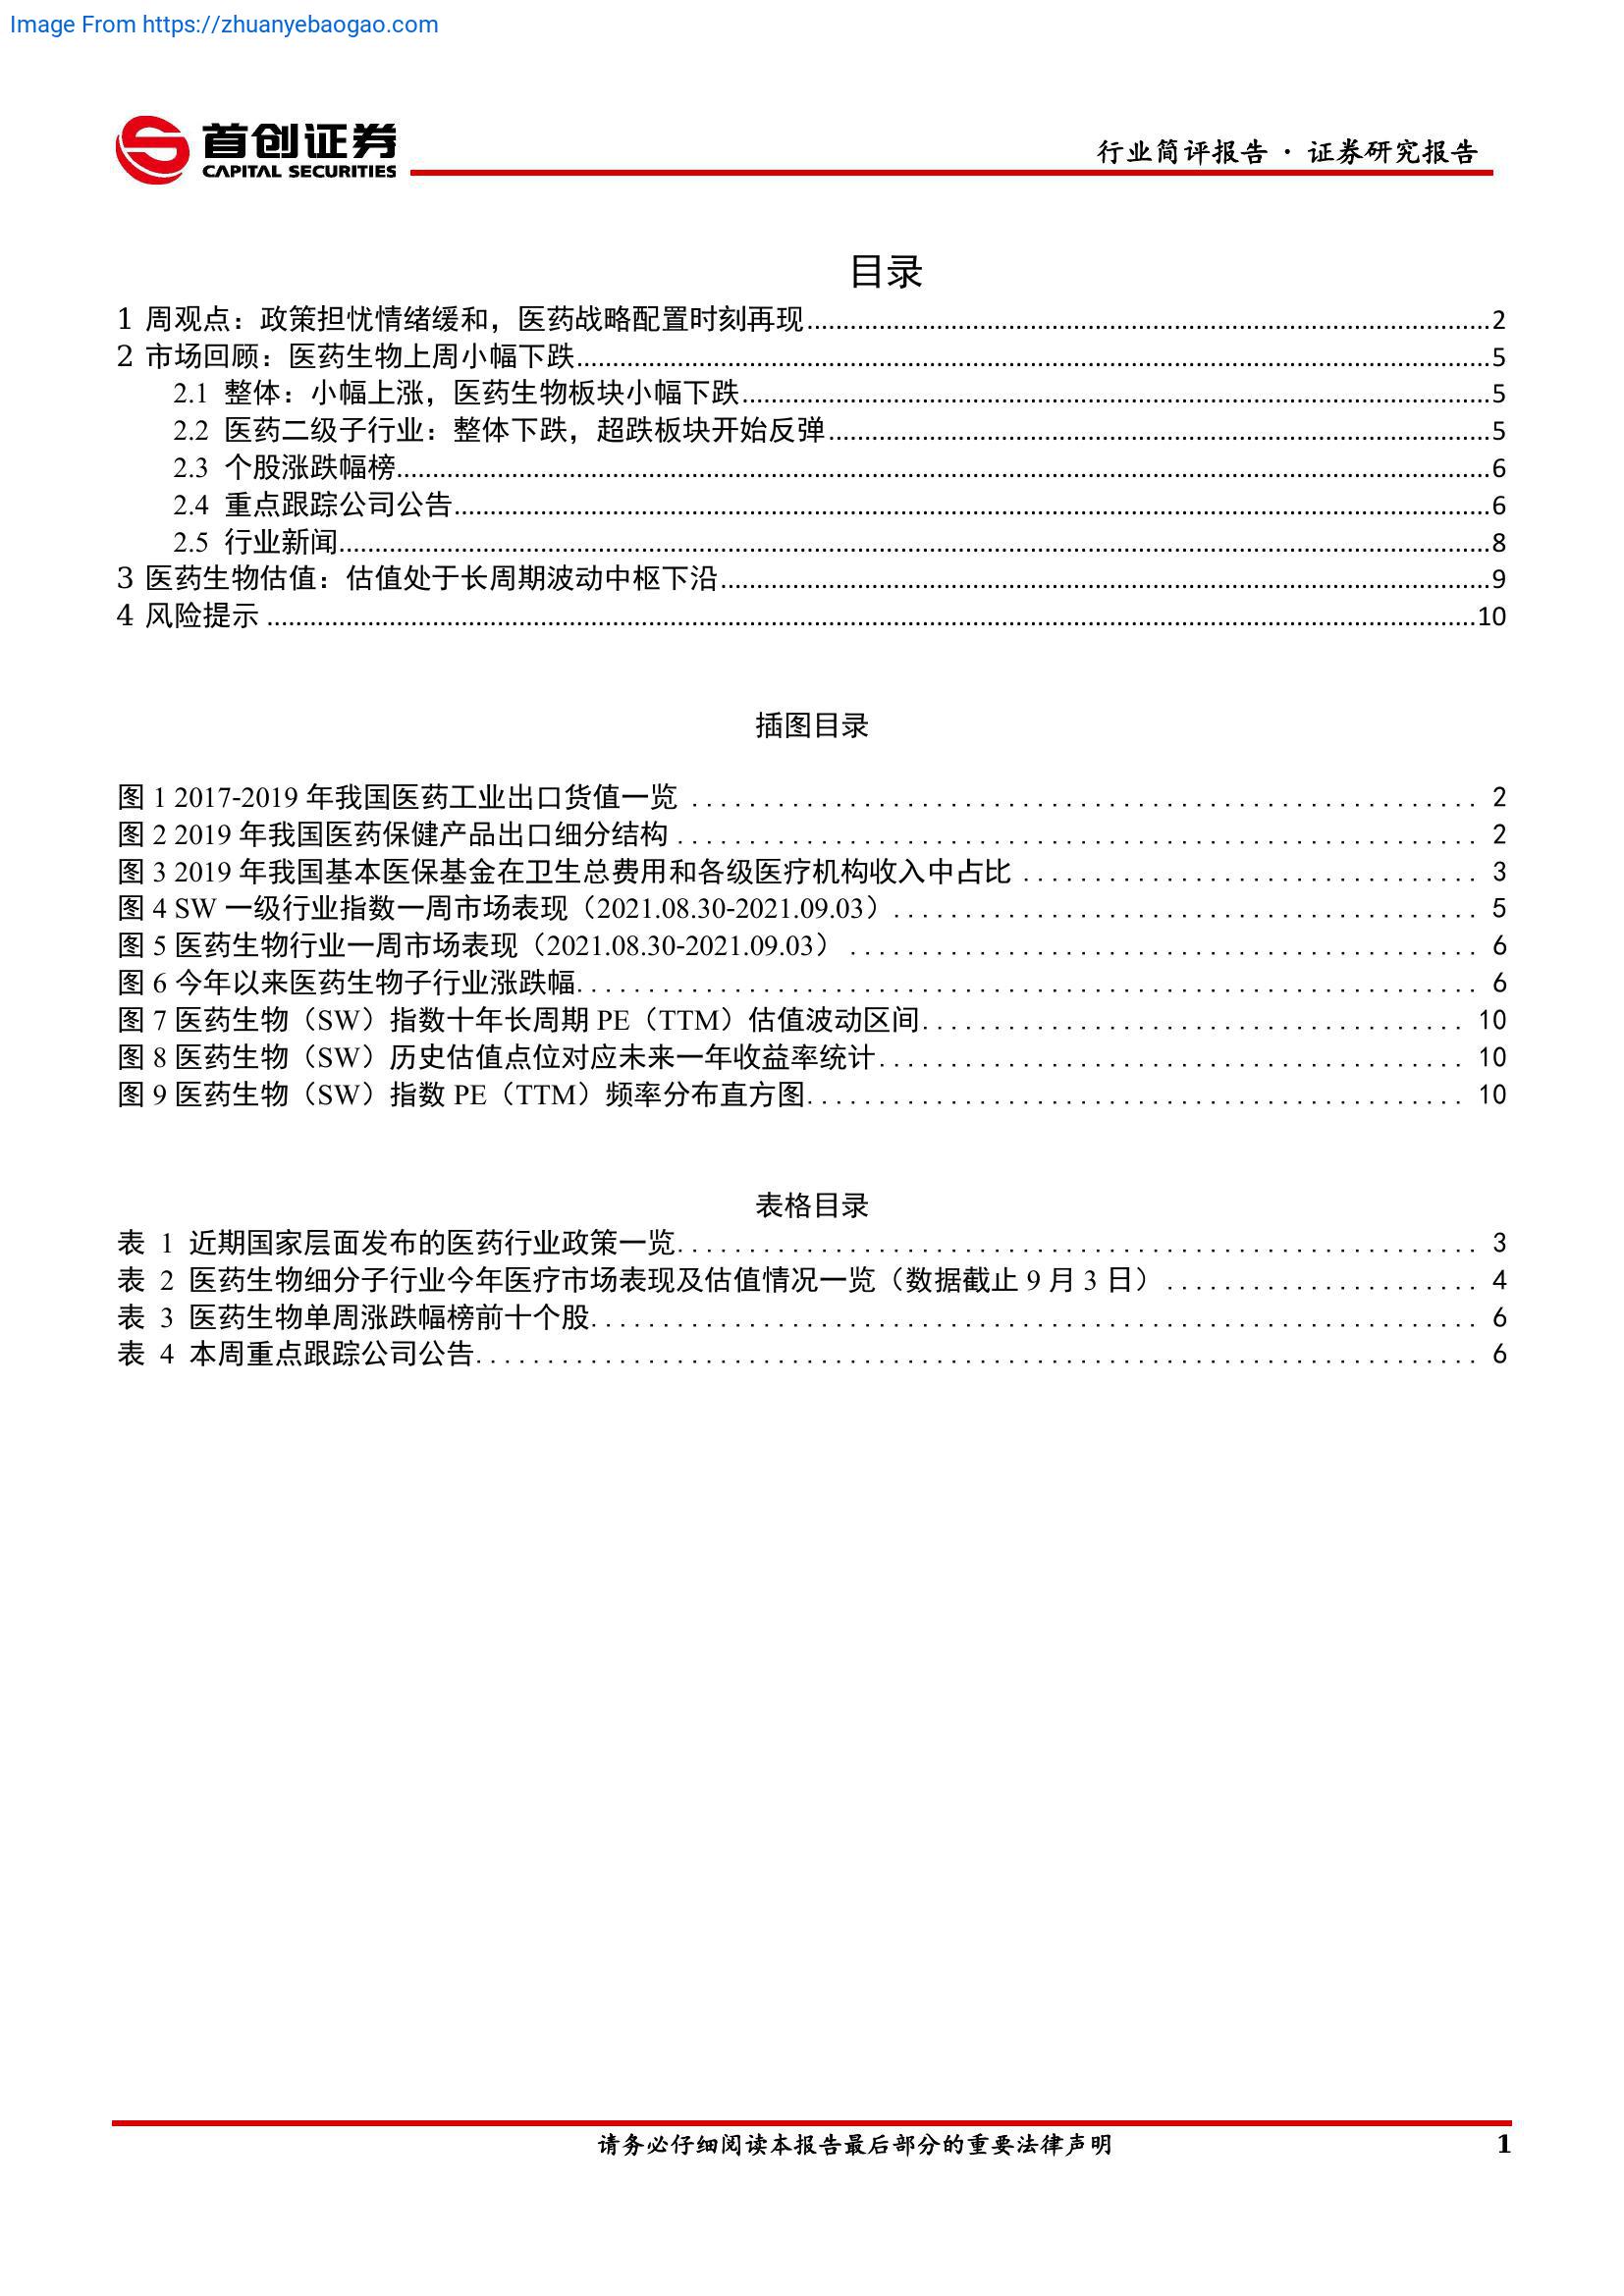 Image From https://zhuanyebaogao.com
首创证券
CAPITAL SECURITIES
行业简评报告 · 证券研究报告
目录
1 周观点：政策担忧情绪缓和，医药战略配置时刻再现....................2
2 市场回顾：医药生物上周小幅下跌....................5
2.1 整体：小幅上涨，医药生物板块小幅下跌....................5
2.2 医药二级子行业：整体下跌，超跌板块开始反弹....................5
2.3 个股涨跌幅榜....................6
2.4 重点跟踪公司公告....................6
2.5 行业新闻....................8
3 医药生物估值：估值处于长周期波动中枢下沿....................9
4 风险提示....................10
插图目录
图 1 2017-2019 年我国医药工业出口货值一览....................2
图 2 2019 年我国医药保健产品出口细分结构....................2
图 3 2019 年我国基本医保基金在卫生总费用和各级医疗机构收入中占比....................3
图 4 SW 一级行业指数一周市场表现（2021.08.30-2021.09.03）....................5
图 5 医药生物行业一周市场表现（2021.08.30-2021.09.03）....................6
图 6 今年以来医药生物子行业涨跌幅....................6
图 7 医药生物（SW）指数十年长周期 PE（TTM）估值波动区间....................10
图 8 医药生物（SW）历史估值点位对应未来一年收益率统计....................10
图 9 医药生物（SW）指数 PE（TTM）频率分布直方图....................10
表格目录
表 1 近期国家层面发布的医药行业政策一览....................3
表 2 医药生物细分子行业今年医疗市场表现及估值情况一览（数据截止 9 月 3 日）....................4
表 3 医药生物单周涨跌幅榜前十个股....................6
表 4 本周重点跟踪公司公告....................6
请务必仔细阅读本报告最后部分的重要法律声明 1